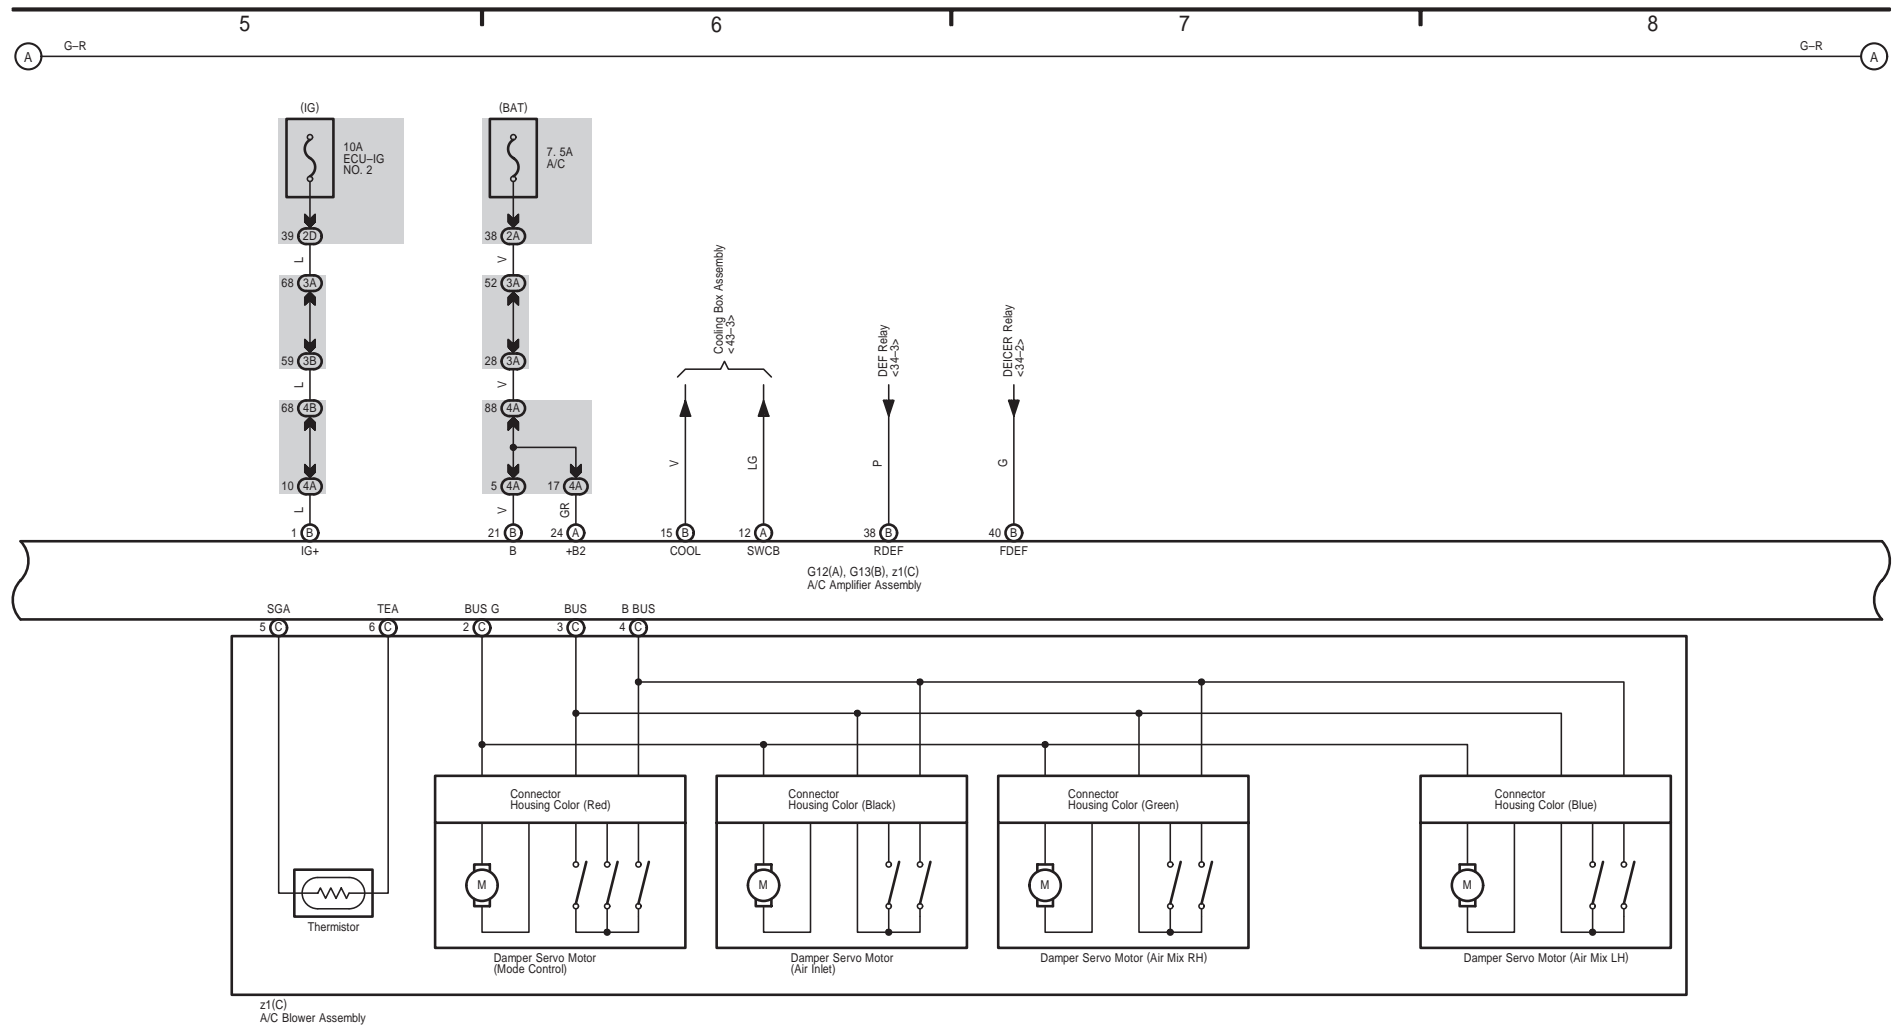 5 6 7 8
A G–R G–R A
(IG) (BAT)
10A
ECU–IG
NO. 2
7. 5A
A/C
39 2D 38 2A
L V
68 3A 52 3A
59 3B 28 3A
L V
68 4B 88 4A
10 4A 5 4A 17 4A
L V GR
Cooling Box Assembly
<43–3>
DEF Relay
<34–3>
DEICER Relay
<34–2>
V LG P G
1 B 21 B 24 A 15 B 12 A 38 B 40 B
IG+ B +B2 COOL SWCB RDEF FDEF
G12(A), G13(B), z1(C)
A/C Amplifier Assembly
SGA TEA BUS G BUS B BUS
5 C 6 C 2 C 3 C 4 C
Connector
Housing Color (Red)
Connector
Housing Color (Black)
Connector
Housing Color (Green)
Connector
Housing Color (Blue)
M M M M
Thermistor
Damper Servo Motor
(Mode Control)
Damper Servo Motor
(Air Inlet)
Damper Servo Motor (Air Mix RH)
Damper Servo Motor (Air Mix LH)
z1(C)
A/C Blower Assembly